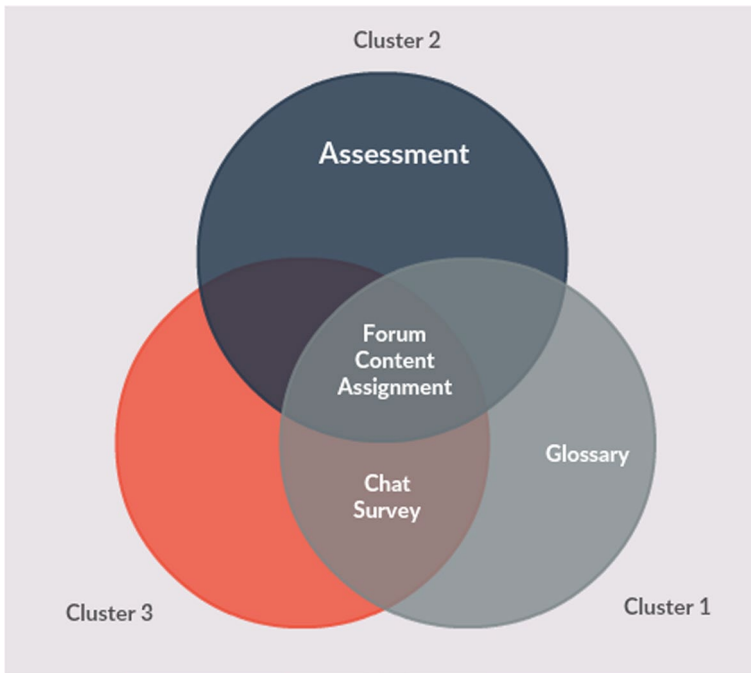 Cluster 2
Assessment
Forum
Content
Assignment
Glossary
Chat
Survey
Cluster 3
Cluster 1